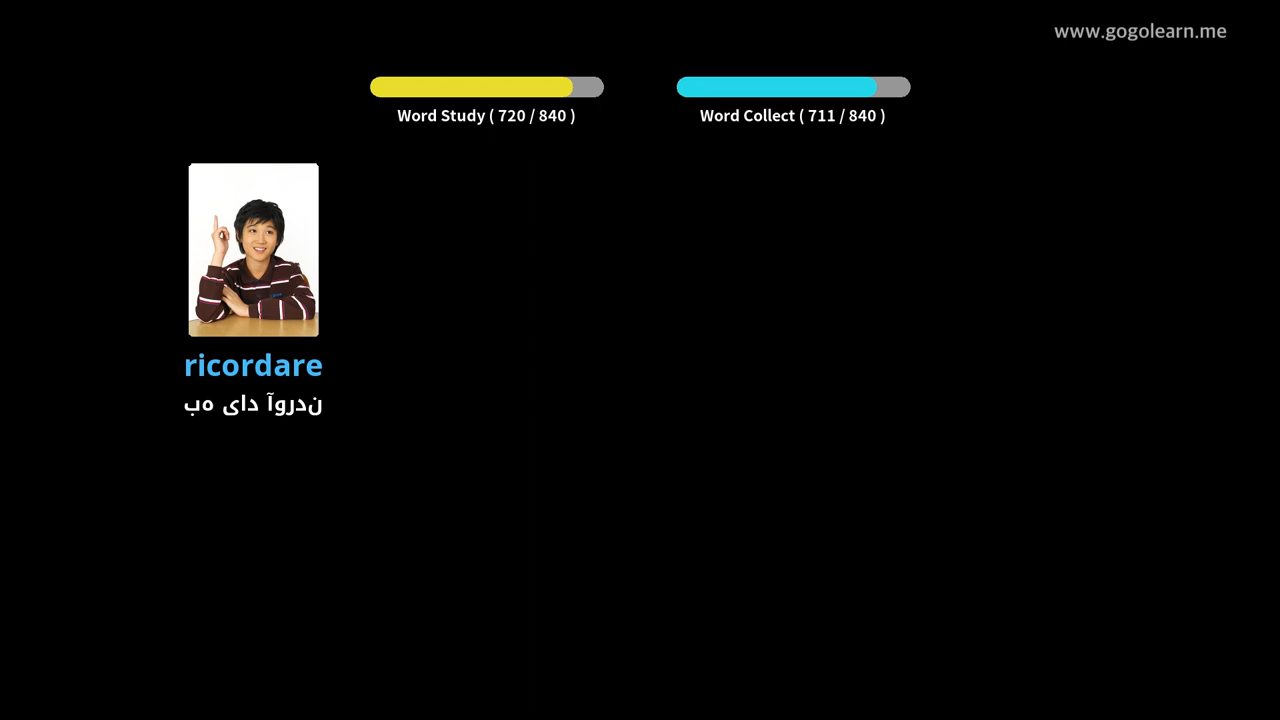 www.gogolearn.me
Word Study ( 720 / 840 )
Word Collect ( 711 / 840 )
ricordare
ندروآ دای هب